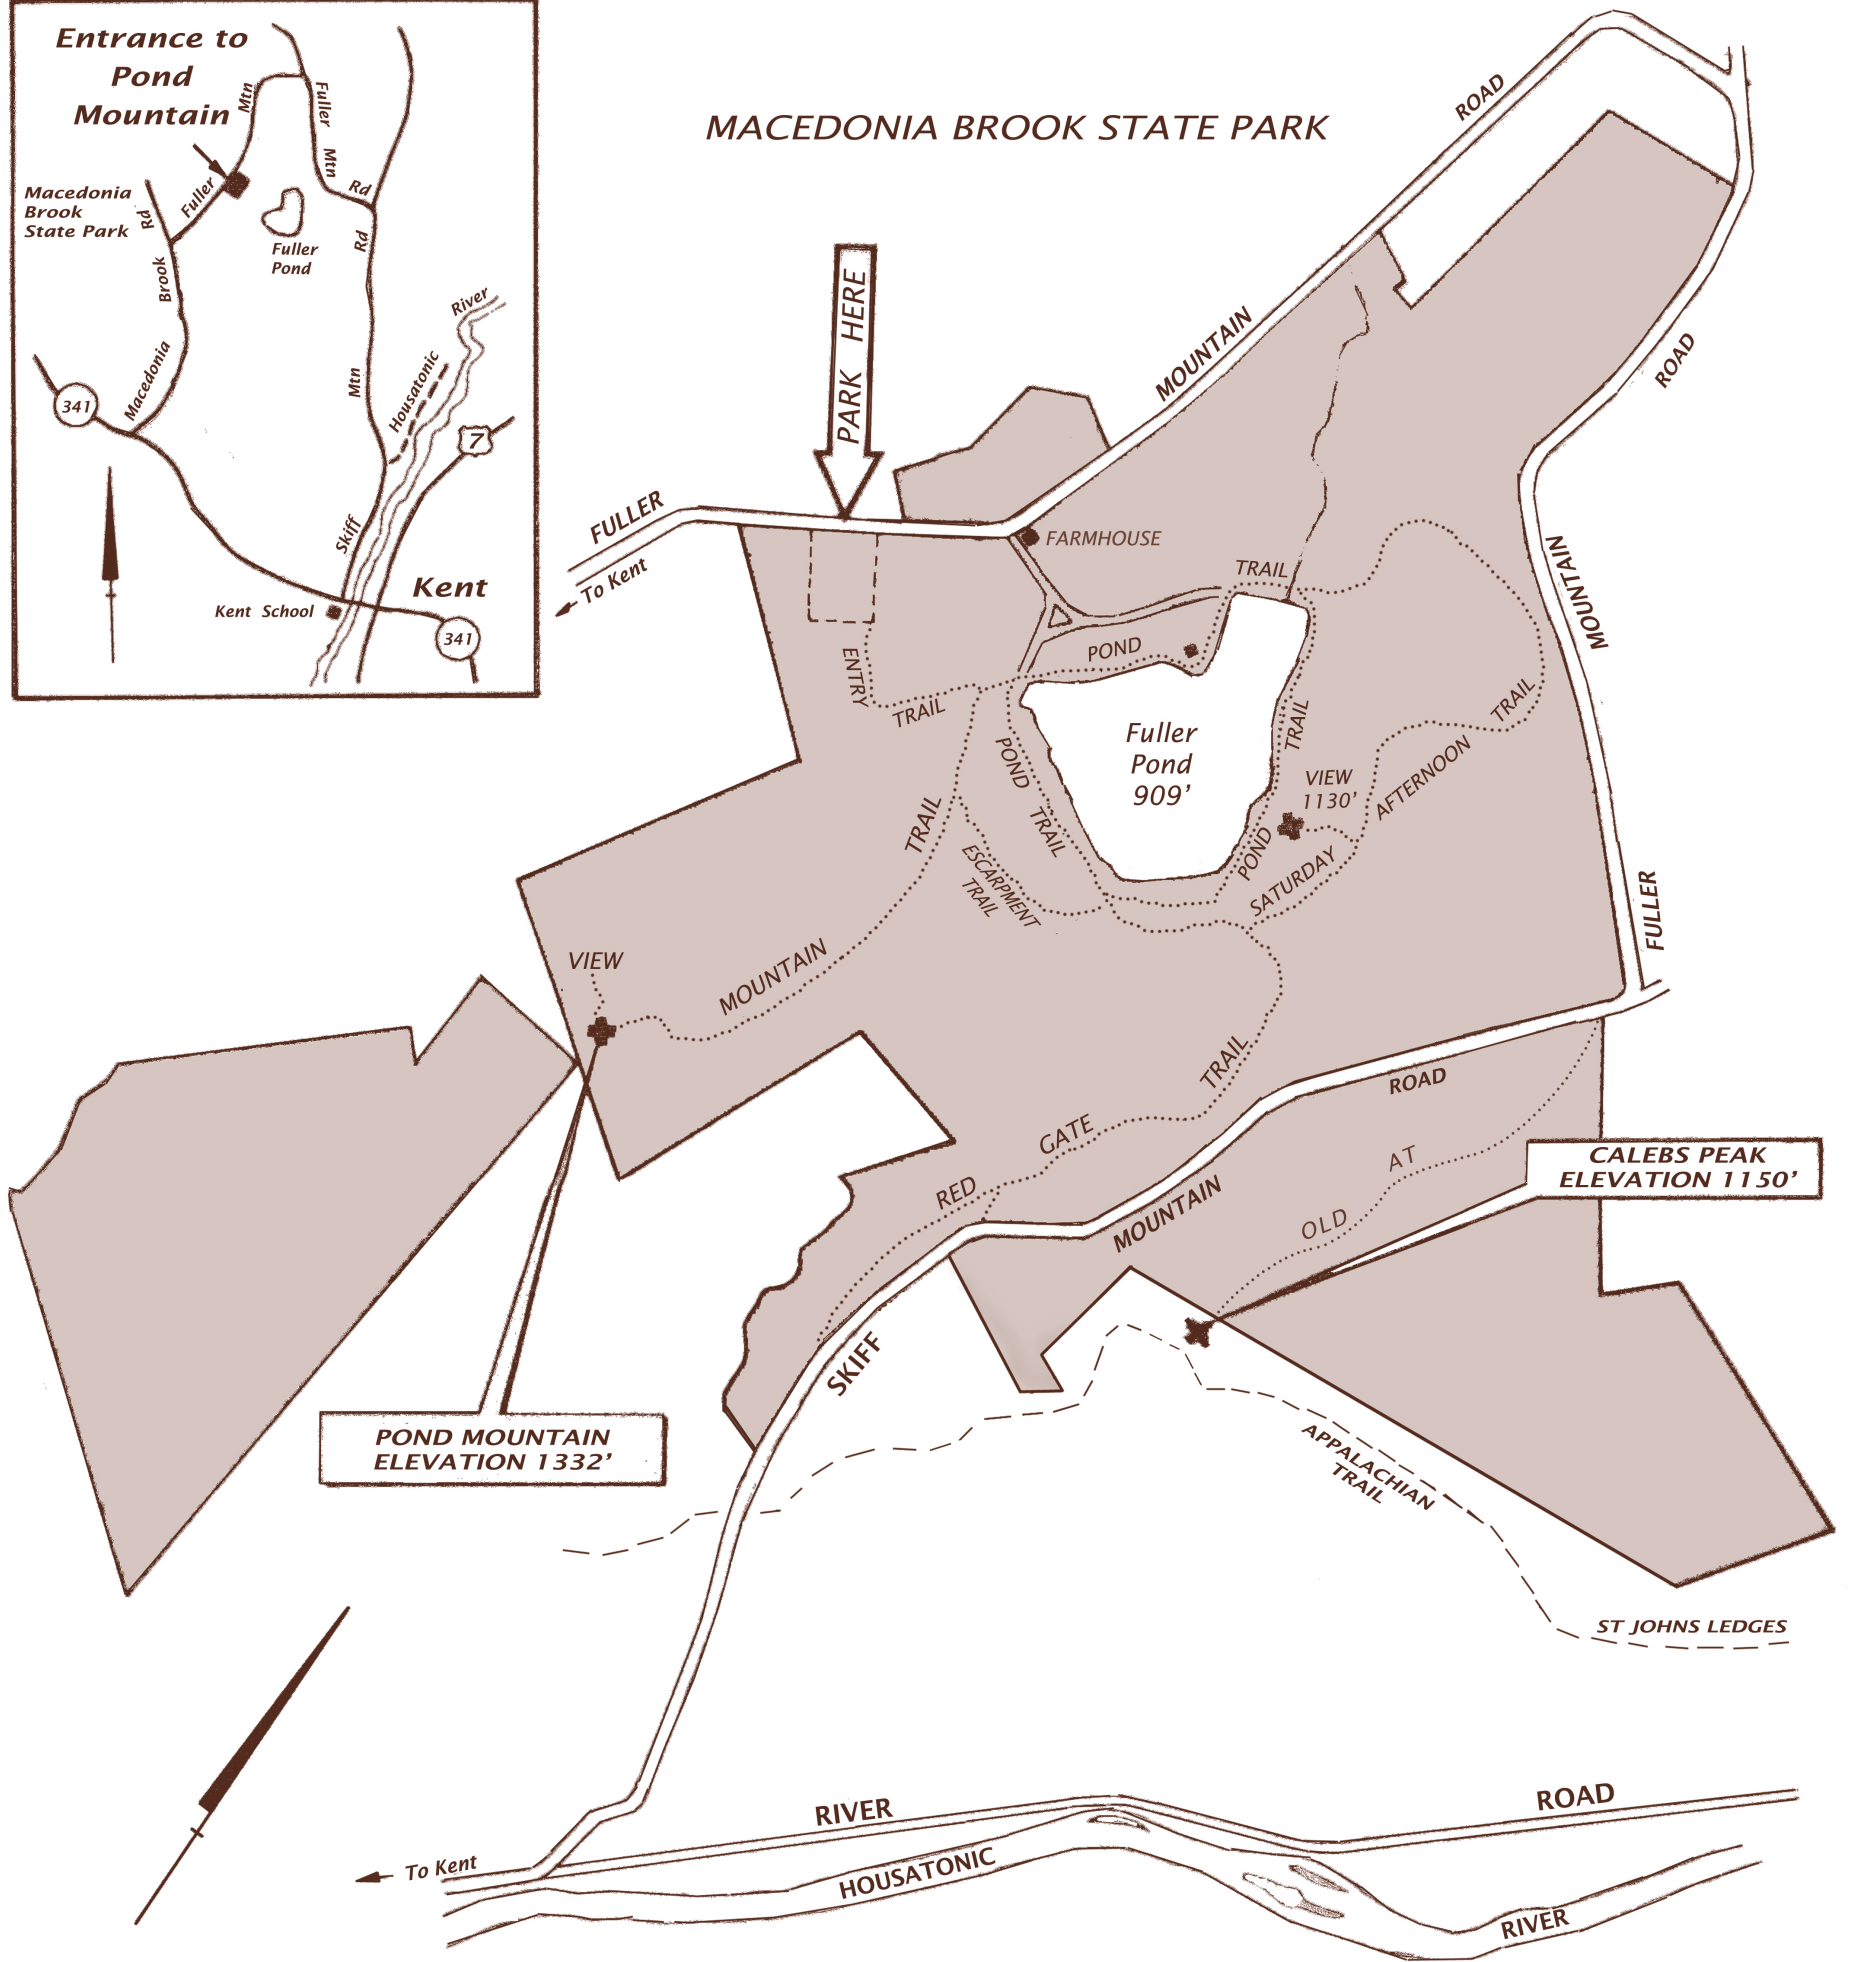 Entrance to
Pond
Mountain
Mtn
Fuller
Mtn
Rd
Fuller
Macedonia
Brook
State Park
Rd
Brook
Macedonia
Fuller
Pond
Rd
Mtn
Skiff
River
Housatonic
341
7
Kent
Kent School
341
MACEDONIA BROOK STATE PARK
ROAD
MOUNTAIN
PARK HERE
FULLER
To Kent
FARMHOUSE
ROAD
MOUNTAIN
FULLER
TRAIL
POND
ENTRY
TRAIL
Fuller
Pond
909’
POND
TRAIL
TRAIL
POND
VIEW
1130’
TRAIL
AFTERNOON
SATURDAY
TRAIL
MOUNTAIN
ESCARPMENT
TRAIL
VIEW
TRAIL
GATE
RED
ROAD
MOUNTAIN
SKIFF
AT
OLD
CALEBS PEAK
ELEVATION 1150’
POND MOUNTAIN
ELEVATION 1332’
APPALACHIAN
TRAIL
ST JOHNS LEDGES
RIVER
ROAD
To Kent
HOUSATONIC
RIVER